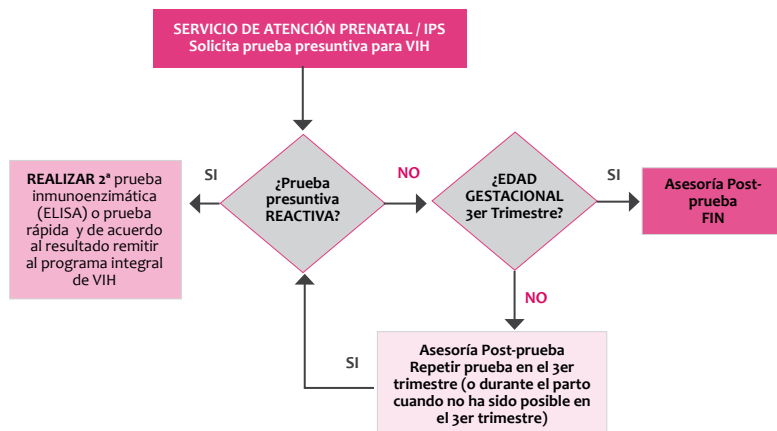 SERVICIO DE ATENCIÓN PRENATAL / IPS
Solicita prueba presuntiva para VIH
REALIZAR 2ª prueba
inmunoenzimática
(ELISA) o prueba
rápida y de acuerdo
al resultado remitir
al programa integral
de VIH
SI
¿Prueba
presuntiva
REACTIVA?
NO
¿EDAD
GESTACIONAL
3er Trimestre?
SI
Asesoría Post-
prueba
FIN
NO
SI
Asesoría Post-prueba
Repetir prueba en el 3er
trimestre (o durante el parto
cuando no ha sido posible en
el 3er trimestre)